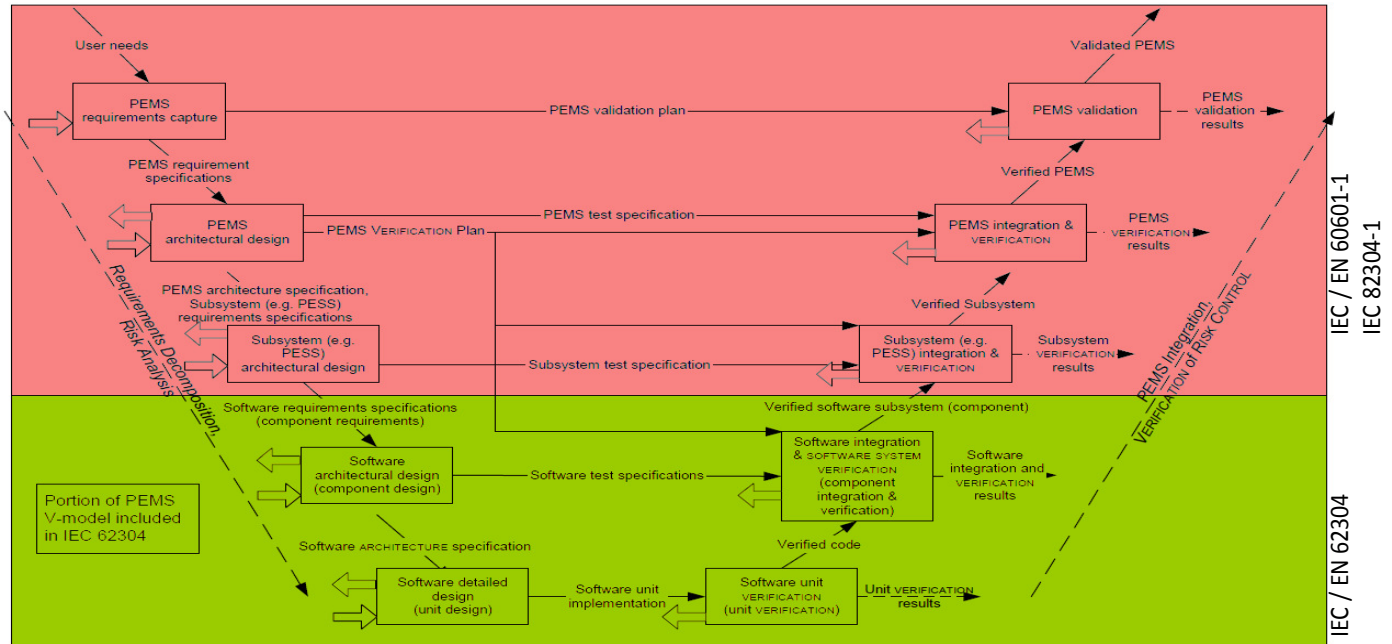 User needs
Validated PEMS
PEMS
requirements capture
PEMS validation plan
PEMS validation
PEMS
validation
results
PEMS requirement
specifications
Verified PEMS
PEMS
architectural design
PEMS test specification
PEMS VERIFICATION Plan
PEMS integration &
VERIFICATION
PEMS
VERIFICATION
results
PEMS architecture specification,
Subsystem (e.g. PESS)
requirements specifications
Verified Subsystem
Subsystem (e.g.
PESS)
architectural design
Subsystem test specification
Subsystem (e.g.
PESS) integration &
VERIFICATION
Subsystem
VERIFICATION
results
Requirements Decomposition,
Risk Analysis
PEMS Integration,
VERIFICATION of RISK CONTROL
IEC / EN 60601-1
IEC 82304-1
Software requirements specifications
(component requirements)
Verified software subsystem (component)
Software
architectural design
(component design)
Software test specifications
Software integration
& SOFTWARE SYSTEM
VERIFICATION
(component
integration &
verification)
Software
integration and
VERIFICATION
results
Portion of PEMS
V-model included
in IEC 62304
Software ARCHITECTURE specification
Verified code
Software detailed
design
(unit design)
Software unit
implementation
Software unit
VERIFICATION
(unit VERIFICATION)
Unit VERIFICATION
results
IEC / EN 62304